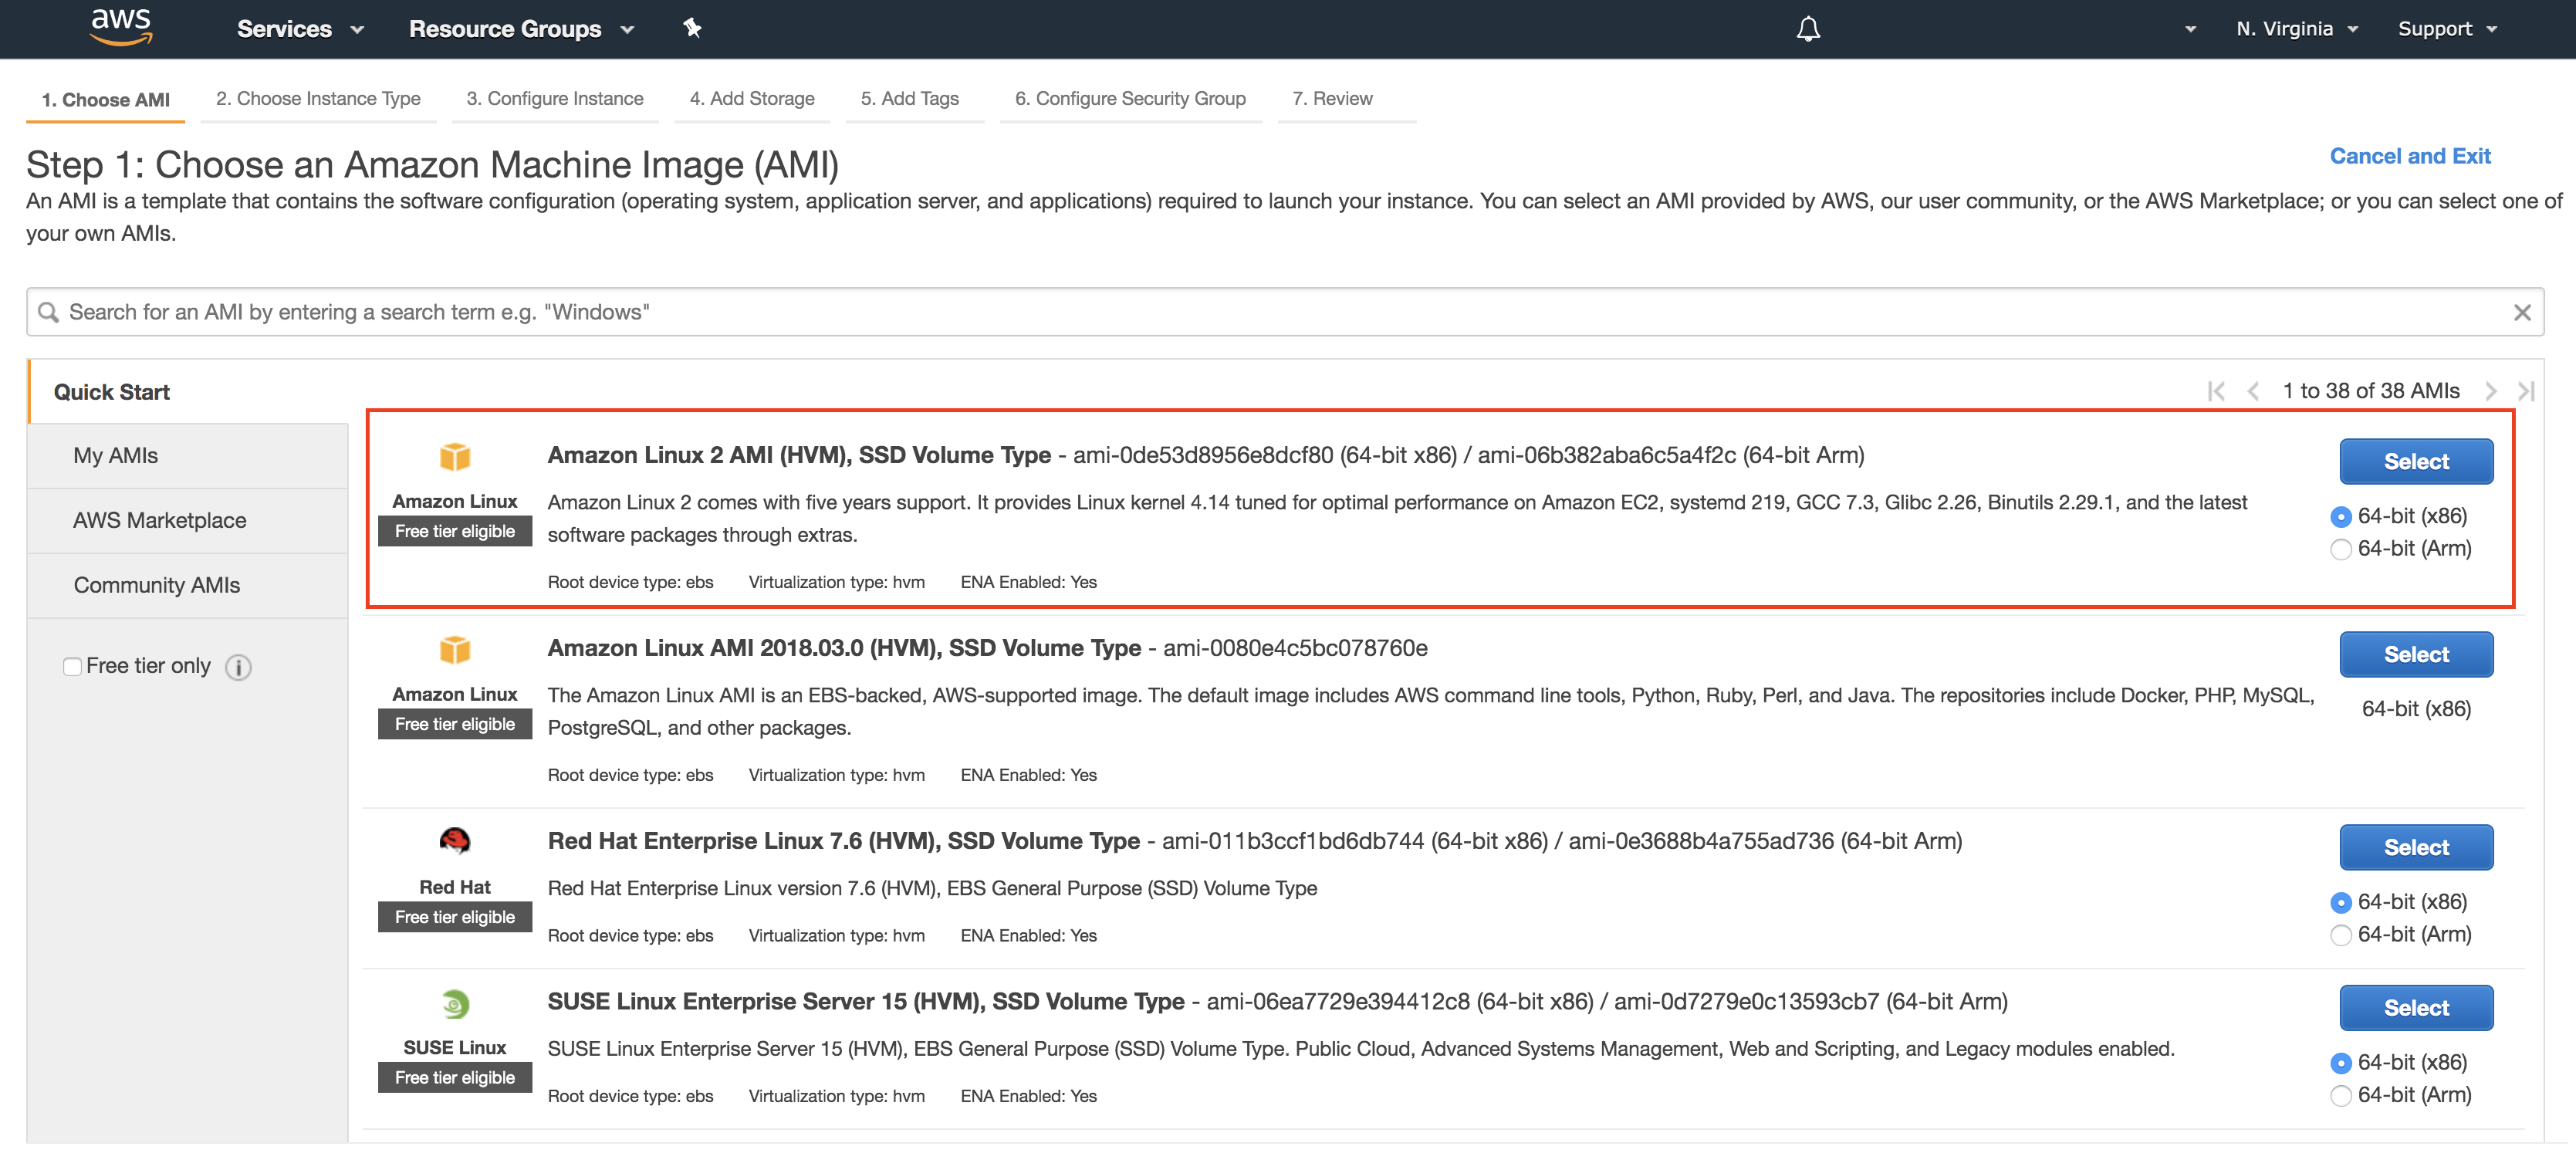 aws Services Resource Groups N. Virginia Support
1. Choose AMI 2. Choose Instance Type 3. Configure Instance 4. Add Storage 5. Add Tags 6. Configure Security Group 7. Review
Step 1: Choose an Amazon Machine Image (AMI)
Cancel and Exit
An AMI is a template that contains the software configuration (operating system, application server, and applications) required to launch your instance. You can select an AMI provided by AWS, our user community, or the AWS Marketplace; or you can select one of
your own AMIs.
Search for an AMI by entering a search term e.g. "Windows"
Quick Start
My AMIs
AWS Marketplace
Community AMIs
Free tier only
1 to 38 of 38 AMIs
Amazon Linux
Free tier eligible
Amazon Linux 2 AMI (HVM), SSD Volume Type - ami-0de53d8956e8dcf80 (64-bit x86) / ami-06b382aba6c5a4f2c (64-bit Arm)
Amazon Linux 2 comes with five years support. It provides Linux kernel 4.14 tuned for optimal performance on Amazon EC2, systemd 219, GCC 7.3, Glibc 2.26, Binutils 2.29.1, and the latest
software packages through extras.
Root device type: ebs Virtualization type: hvm ENA Enabled: Yes
Select
64-bit (x86)
64-bit (Arm)
Amazon Linux
Free tier eligible
Amazon Linux AMI 2018.03.0 (HVM), SSD Volume Type - ami-0080e4c5bc078760e
The Amazon Linux AMI is an EBS-backed, AWS-supported image. The default image includes AWS command line tools, Python, Ruby, Perl, and Java. The repositories include Docker, PHP, MySQL,
PostgreSQL, and other packages.
Root device type: ebs Virtualization type: hvm ENA Enabled: Yes
Select
64-bit (x86)
Red Hat
Free tier eligible
Red Hat Enterprise Linux 7.6 (HVM), SSD Volume Type - ami-011b3ccf1bd6db744 (64-bit x86) / ami-0e3688b4a755ad736 (64-bit Arm)
Red Hat Enterprise Linux version 7.6 (HVM), EBS General Purpose (SSD) Volume Type
Root device type: ebs Virtualization type: hvm ENA Enabled: Yes
Select
64-bit (x86)
64-bit (Arm)
SUSE Linux
Free tier eligible
SUSE Linux Enterprise Server 15 (HVM), SSD Volume Type - ami-06ea7729e394412c8 (64-bit x86) / ami-0d7279e0c13593cb7 (64-bit Arm)
SUSE Linux Enterprise Server 15 (HVM), EBS General Purpose (SSD) Volume Type. Public Cloud, Advanced Systems Management, Web and Scripting, and Legacy modules enabled.
Root device type: ebs Virtualization type: hvm ENA Enabled: Yes
Select
64-bit (x86)
64-bit (Arm)